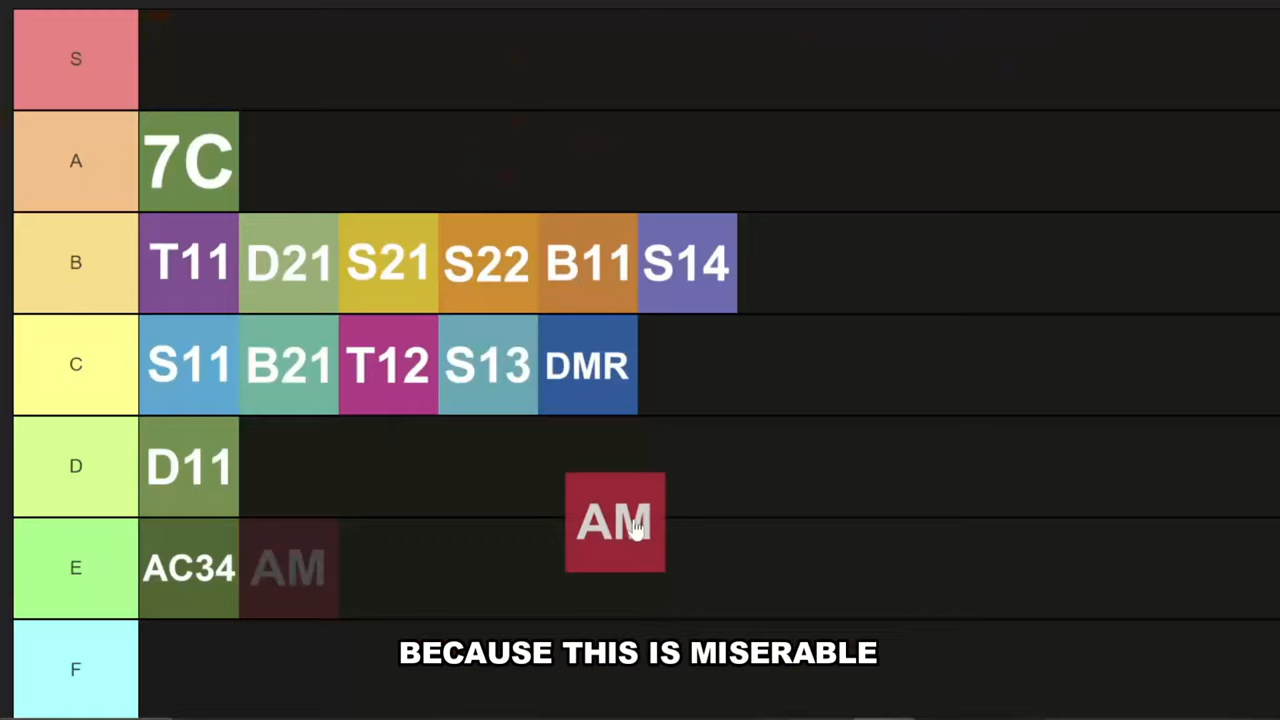 S
A 7C
B T11 D21 S21 S22 B11 S14
C S11 B21 T12 S13 DMR
D D11
AM
E AC34 AM
BECAUSE THIS IS MISERABLE
F